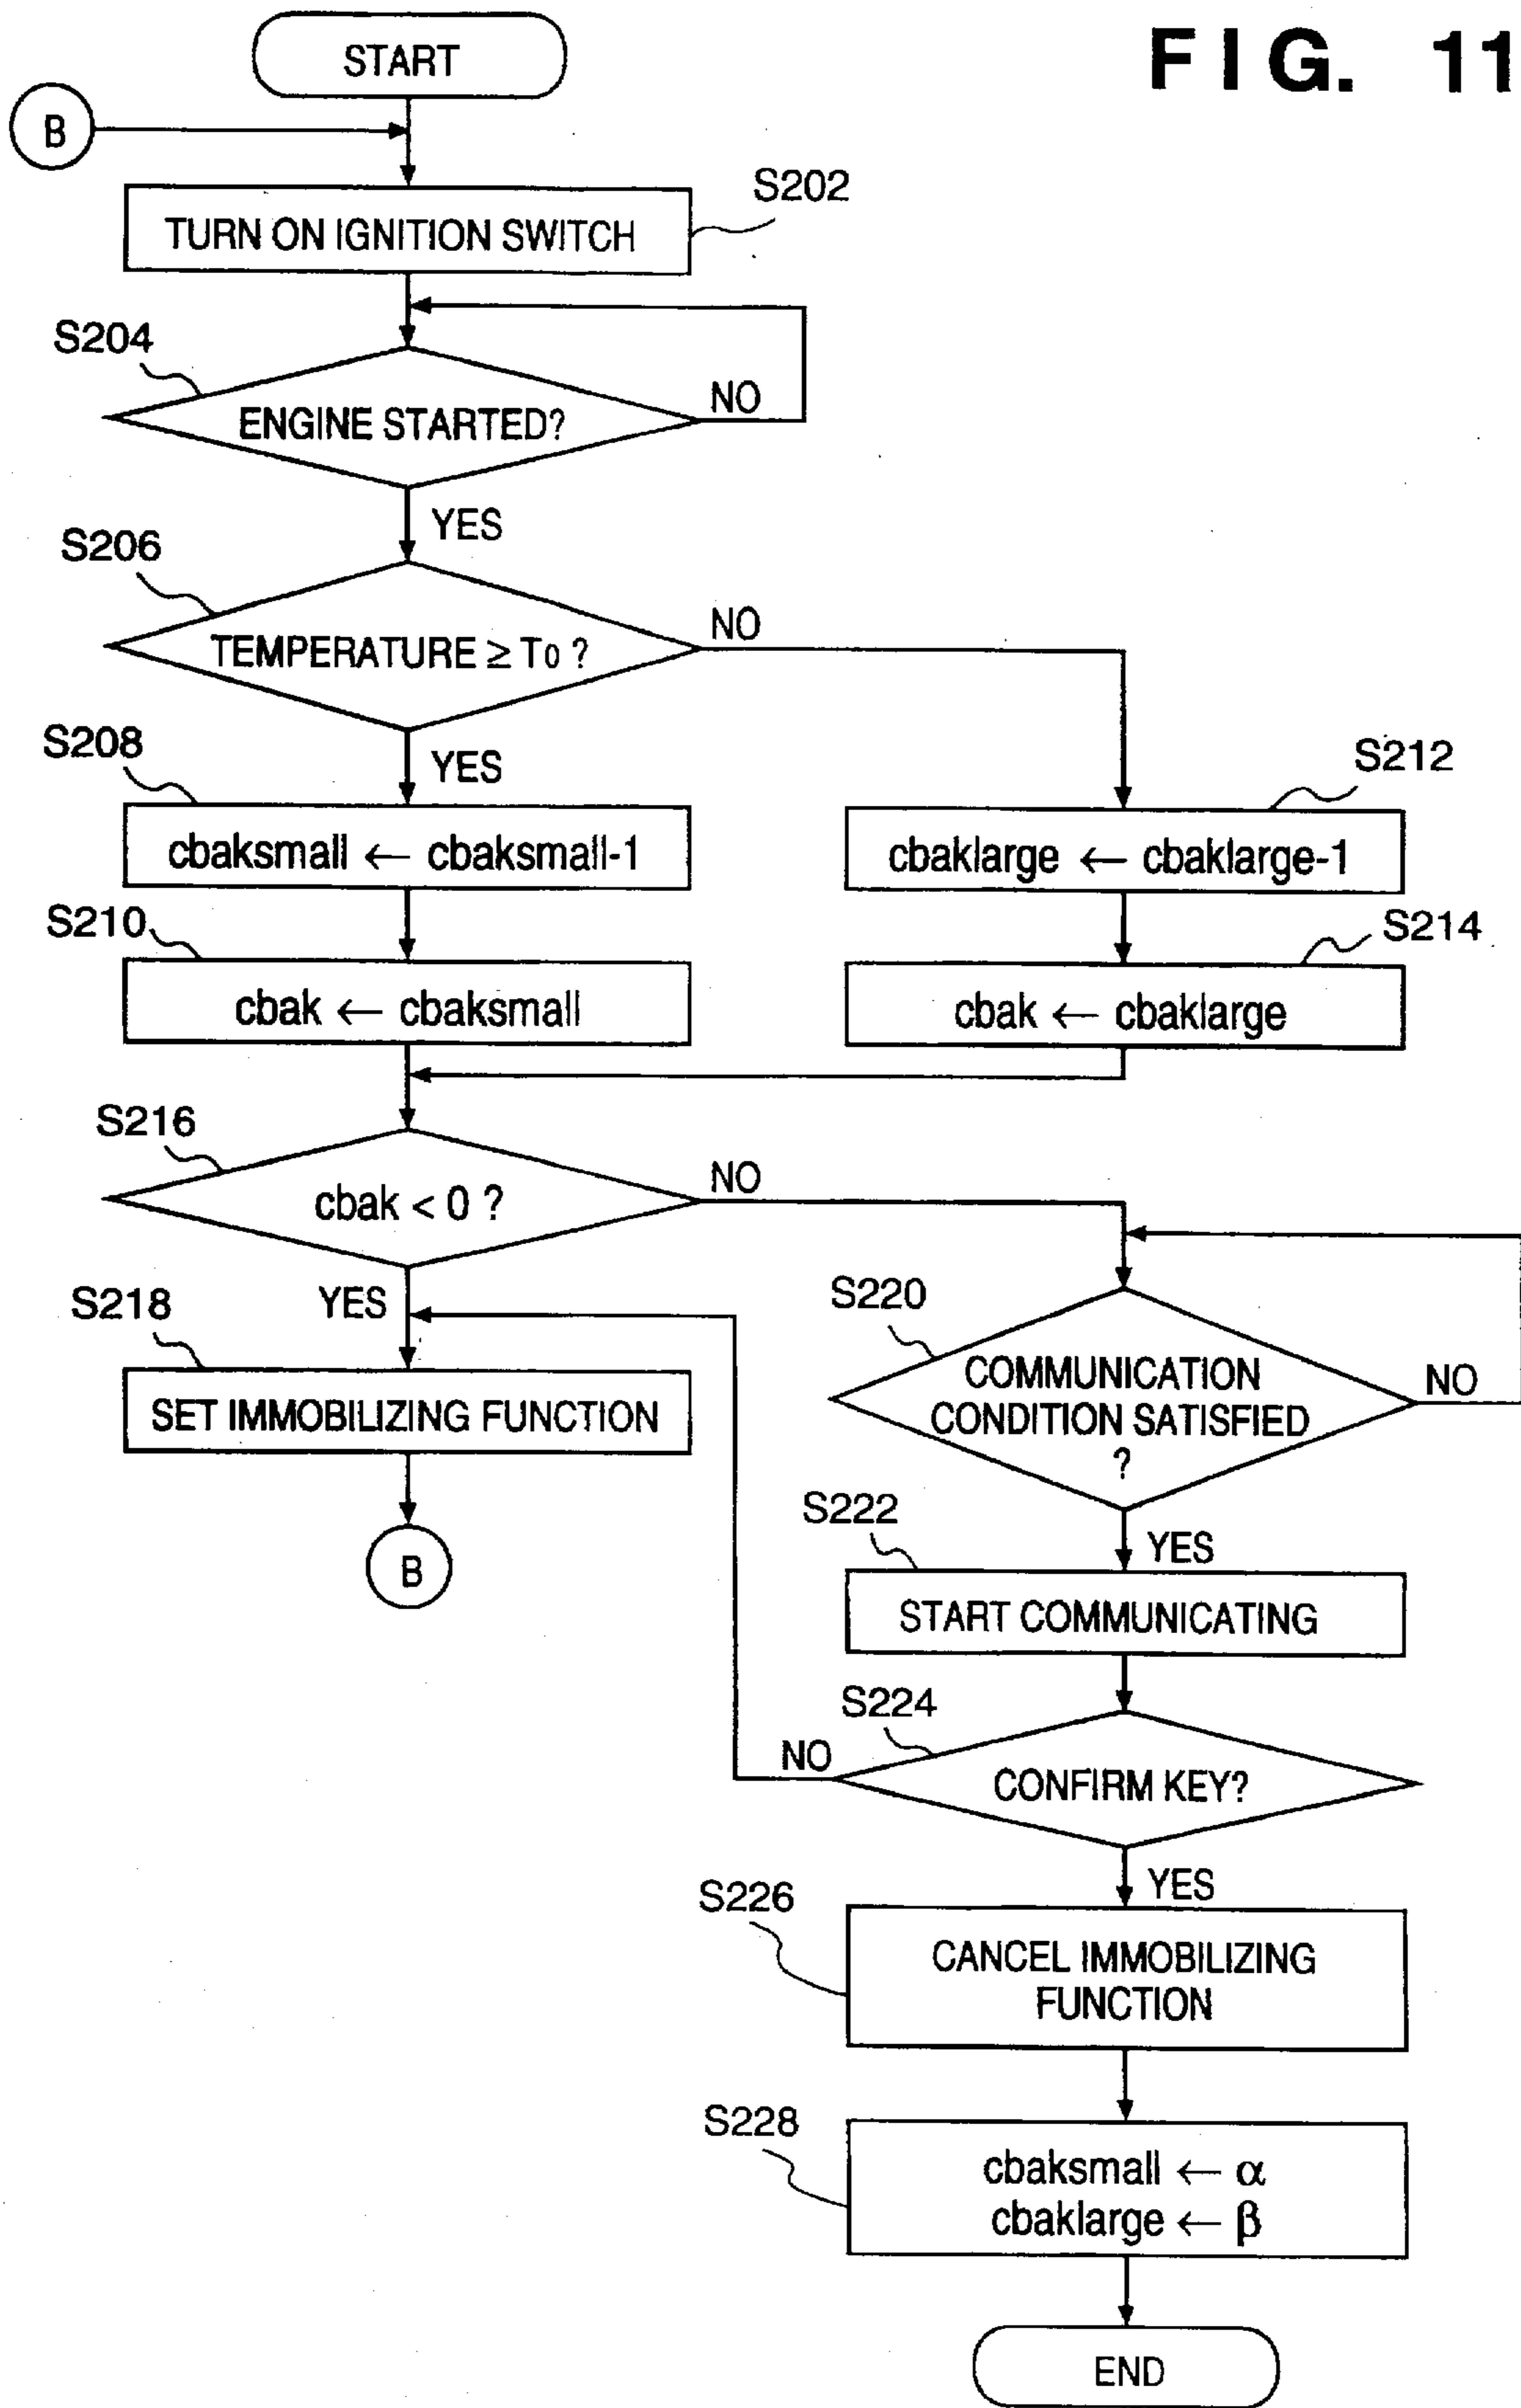 FIG. 11
START
B
S202
TURN ON IGNITION SWITCH
S204
ENGINE STARTED?
NO
YES
S206
TEMPERATURE ≥ T0 ?
NO
YES
S208
cbaksmall ← cbaksmall-1
S212
cbaklarge ← cbaklarge-1
S210
cbak ← cbaksmall
S214
cbak ← cbaklarge
S216
cbak < 0 ?
NO
YES
S218
SET IMMOBILIZING FUNCTION
B
S220
COMMUNICATION
CONDITION SATISFIED
?
NO
YES
S222
START COMMUNICATING
S224
CONFIRM KEY?
NO
YES
S226
CANCEL IMMOBILIZING
FUNCTION
S228
cbaksmall ← α
cbaklarge ← β
END